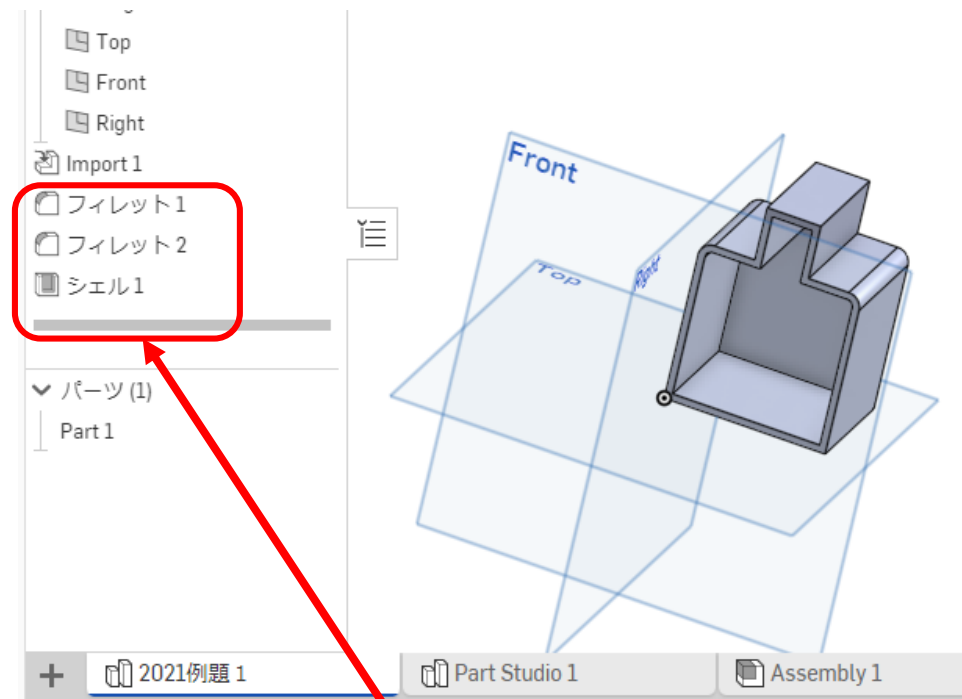 Top
Front
Right
Import 1
フィレット 1
フィレット 2
シェル 1
パーツ (1)
Part 1
Front
Top
Right
2021例題 1
Part Studio 1
Assembly 1